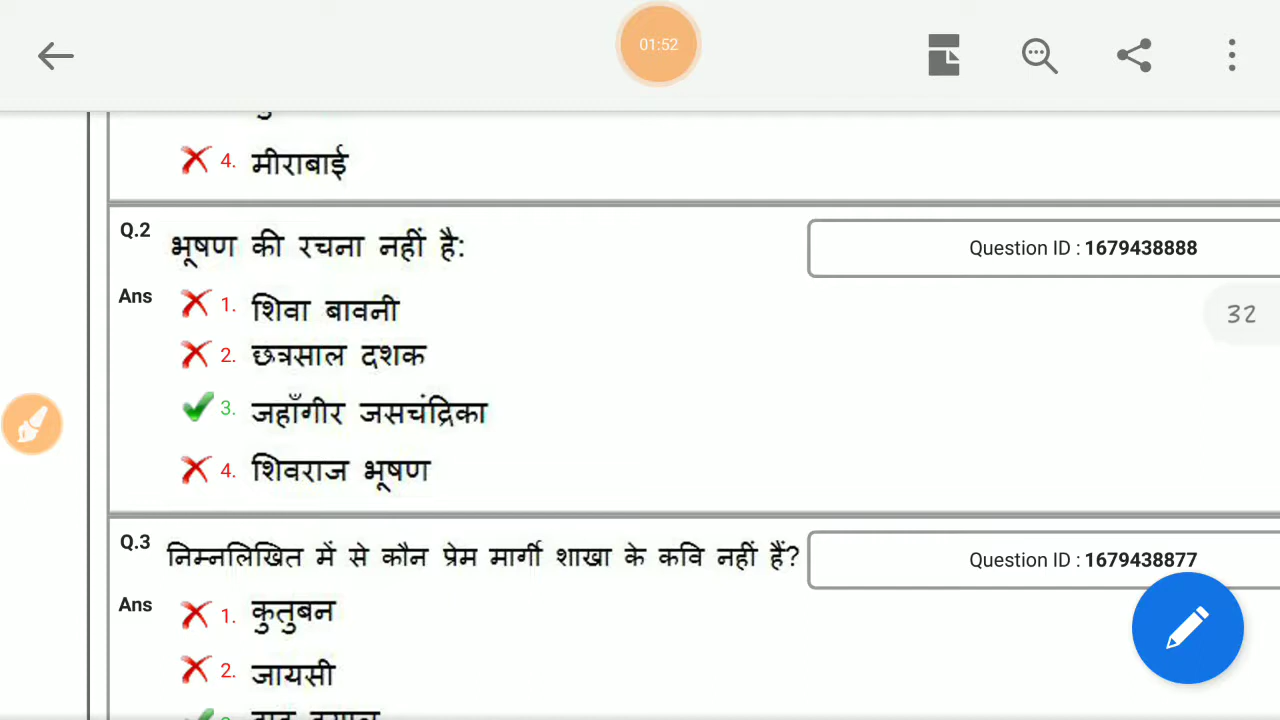 01:52
4. मीराबाई
Q.2 भूषण की रचना नहीं है: Question ID : 1679438888
Ans 1. शिवा बावनी
32
2. छत्रसाल दशक
3. जहाँगीर जसचंद्रिका
4. शिवराज भूषण
Q.3 निम्नलिखित में से कौन प्रेम मार्गी शाखा के कवि नहीं हैं? Question ID : 1679438877
Ans 1. कुतुबन
2. जायसी